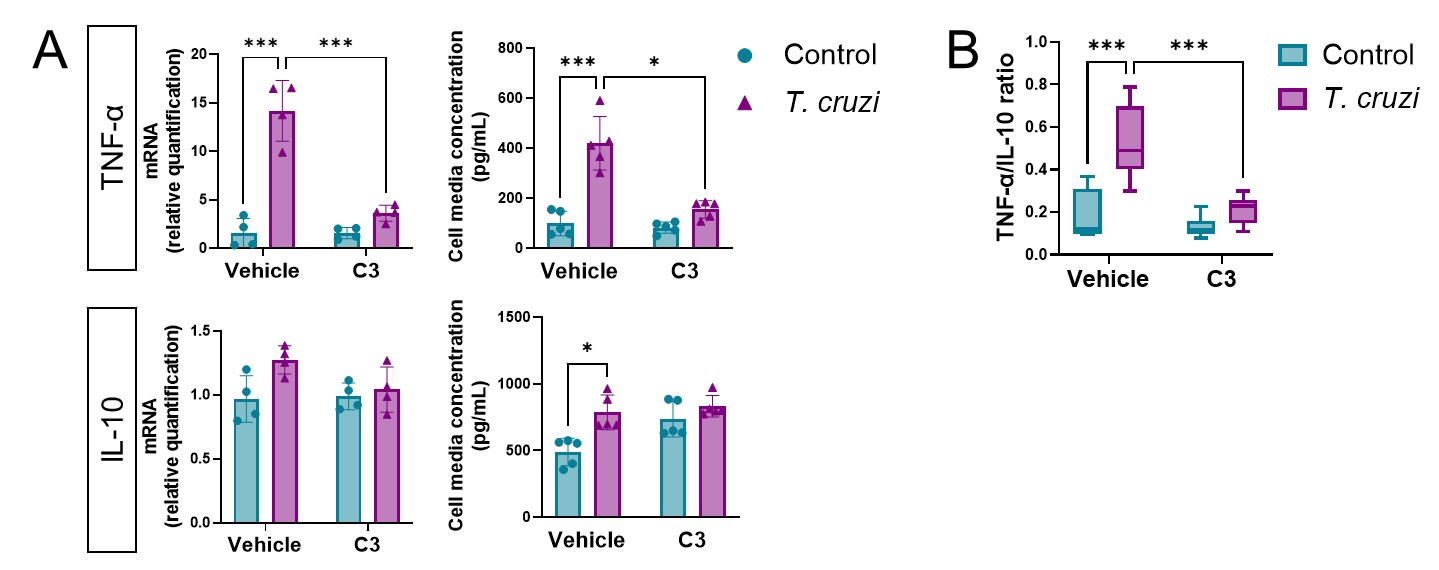 A
TNF-α
mRNA
(relative quantification)
20
15
10
5
0
***
***
Vehicle
C3
Cell media concentration
(pg/mL)
800
600
400
200
0
***
*
Vehicle
C3
Control
T. cruzi
B
TNF-α/IL-10 ratio
1.0
0.8
0.6
0.4
0.2
0.0
***
***
Vehicle
C3
Control
T. cruzi
IL-10
mRNA
(relative quantification)
1.5
1.0
0.5
0.0
Vehicle
C3
Cell media concentration
(pg/mL)
1500
1000
500
0
*
Vehicle
C3